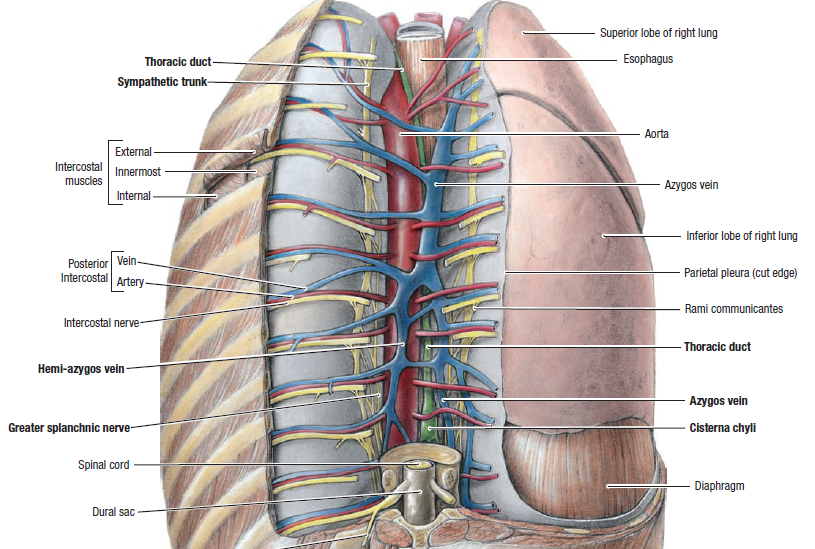 Superior lobe of right lung
Thoracic duct
Esophagus
Sympathetic trunk
Aorta
External
Intercostal
muscles
Innermost
Internal
Azygos vein
Inferior lobe of right lung
Posterior
Intercostal
Vein
Artery
Parietal pleura (cut edge)
Intercostal nerve
Rami communicantes
Thoracic duct
Hemi-azygos vein
Azygos vein
Greater splanchnic nerve
Cisterna chyli
Spinal cord
Diaphragm
Dural sac